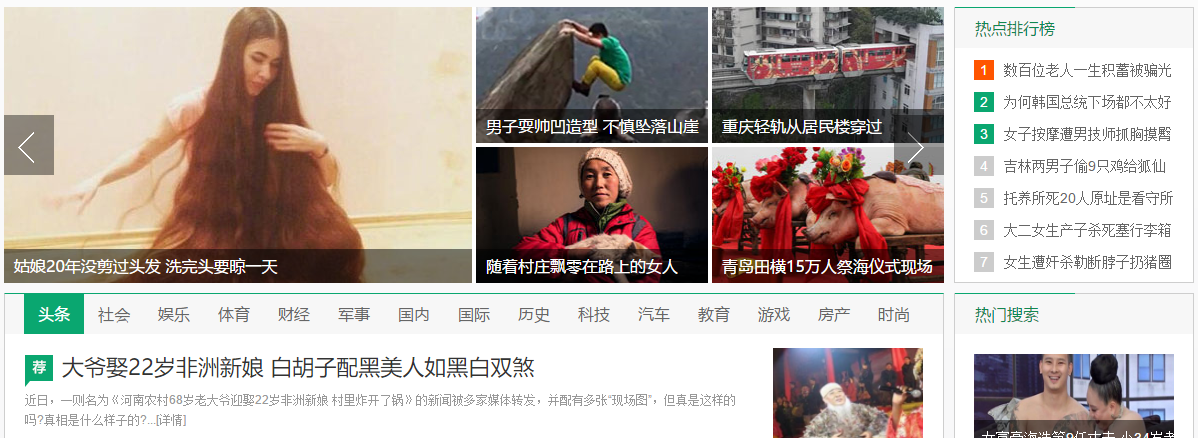 姑娘20年没剪过头发 洗完头要晾一天
男子耍帅凹造型 不慎坠落山崖
重庆轻轨从居民楼穿过
随着村庄飘零在路上的女人
青岛田横15万人祭海仪式现场
热点排行榜
1 数百位老人一生积蓄被骗光
2 为何韩国总统下场都不太好
3 女子按摩遭男技师抓胸摸臀
4 吉林两男子偷9只鸡给狐仙
5 托养所死20人原址是看守所
6 大二女生产子杀死塞行李箱
7 女生遭奸杀勒断脖子扔猪圈
头条 社会 娱乐 体育 财经 军事 国内 国际 历史 科技 汽车 教育 游戏 房产 时尚
荐 大爷娶22岁非洲新娘 白胡子配黑美人如黑白双煞
近日，一则名为《河南农村68岁老大爷迎娶22岁非洲新娘 村里炸开了锅》的新闻被多家媒体转发，并配有多张“现场图”，但真是这样的
吗?真相是什么样子的?...[详情]
热门搜索